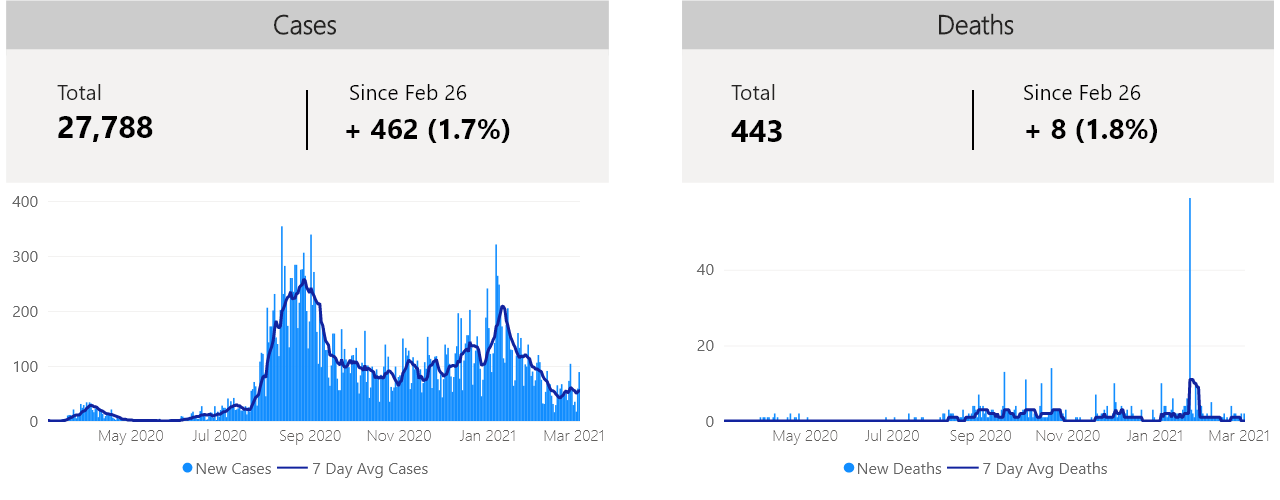 Cases
Total
Since Feb 26
27,788
+ 462 (1.7%)
400
300
200
100
0
May 2020 Jul 2020 Sep 2020 Nov 2020 Jan 2021 Mar 2021
New Cases 7 Day Avg Cases
Deaths
Total
Since Feb 26
443
+ 8 (1.8%)
40
20
0
May 2020 Jul 2020 Sep 2020 Nov 2020 Jan 2021 Mar 2021
New Deaths 7 Day Avg Deaths